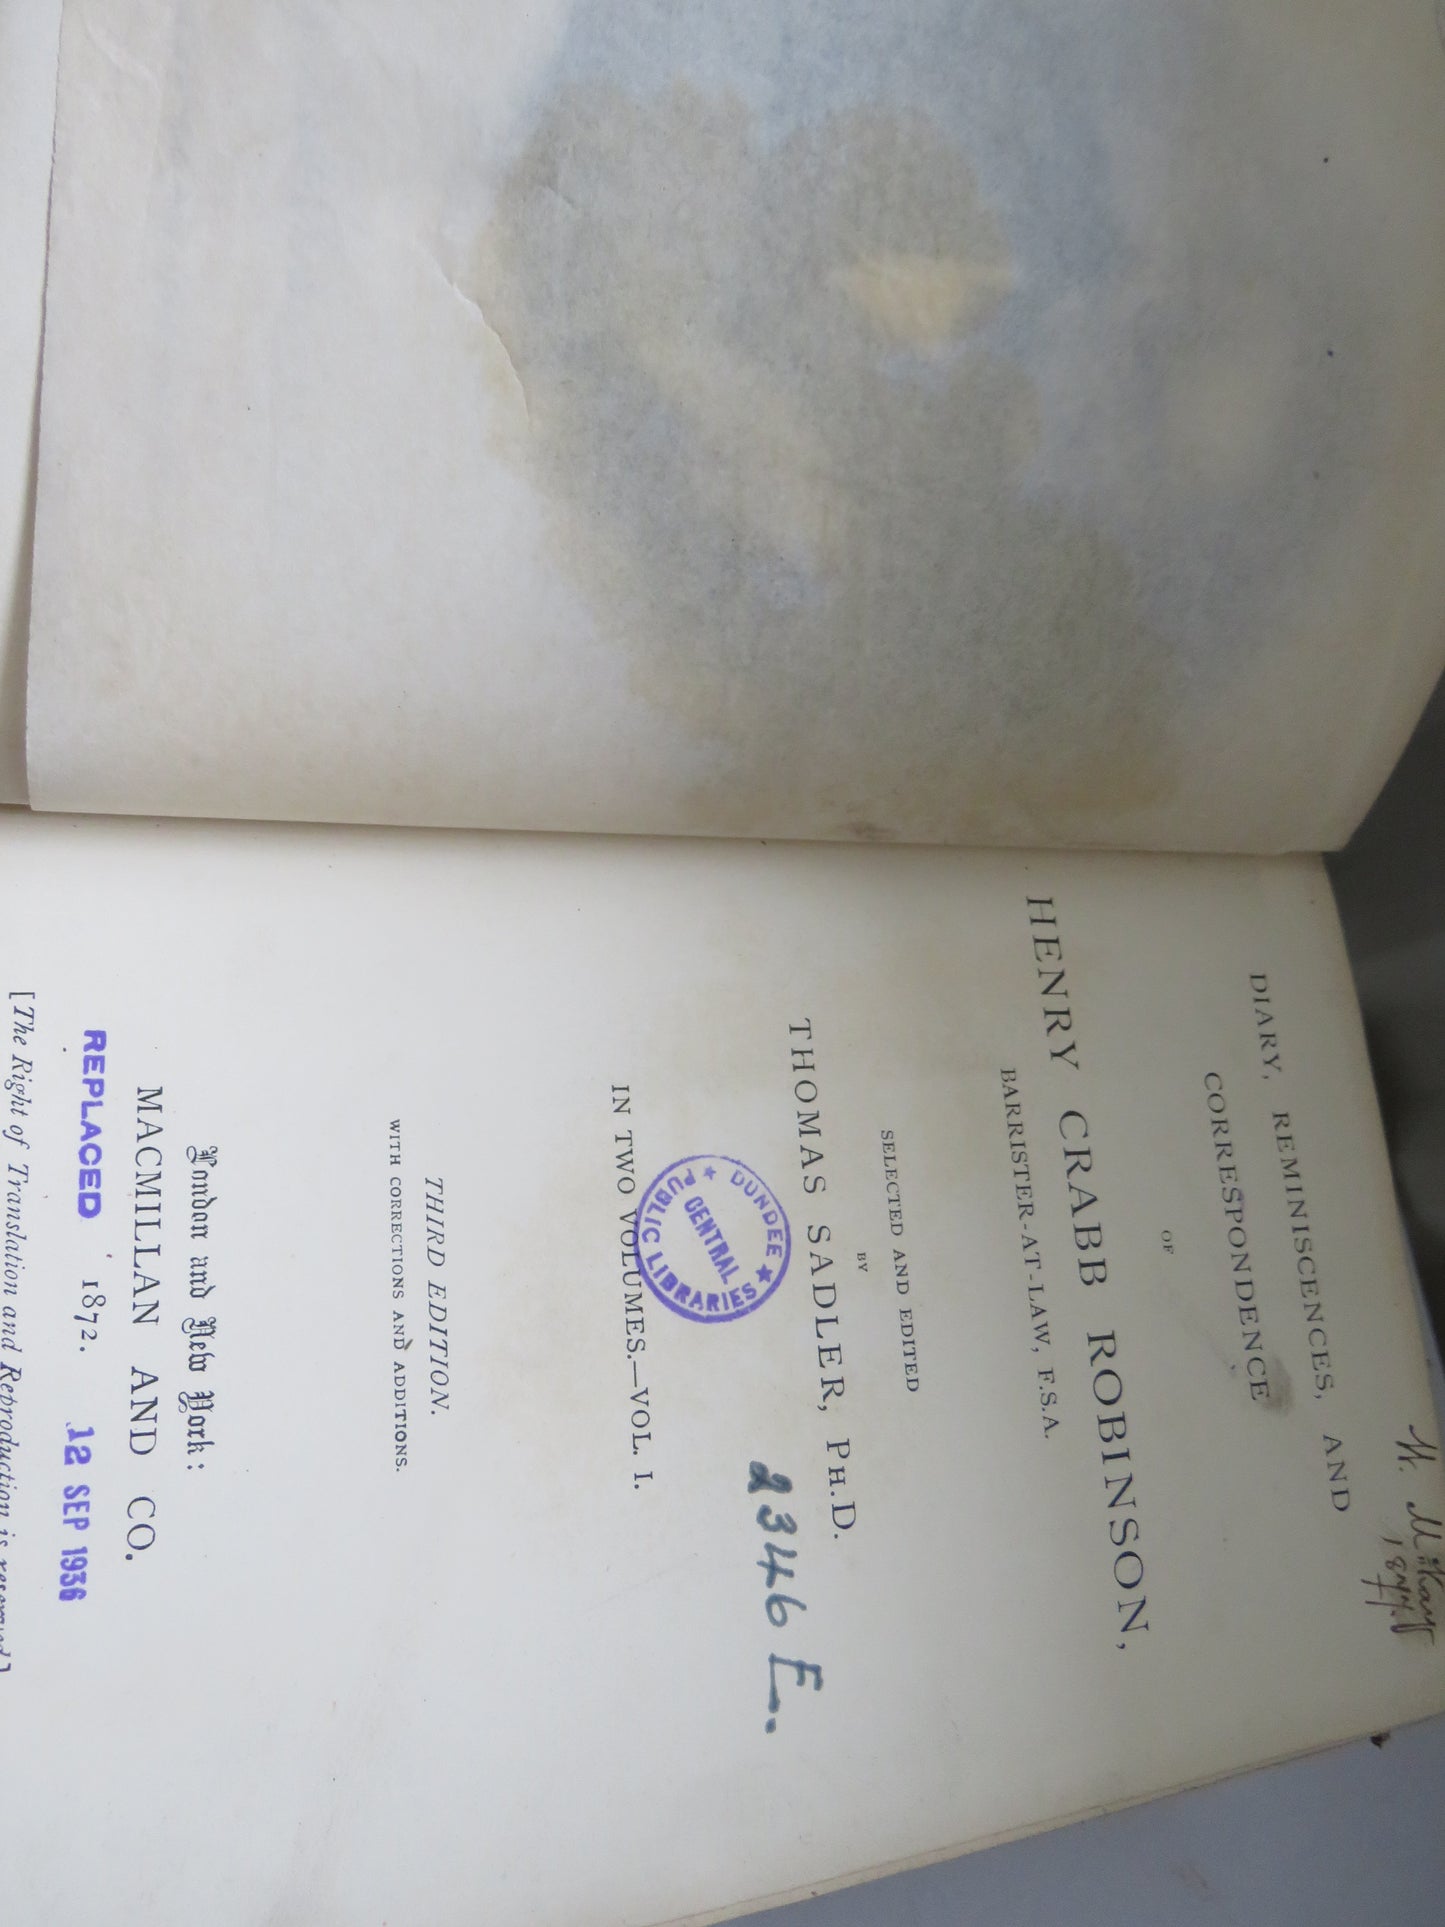 1877.
DIARY, REMINISCENCES, AND
CORRESPONDENCE
OF
HENRY CRABB ROBINSON,
BARRISTER-AT-LAW, F.S.A.
SELECTED AND EDITED
BY
THOMAS SADLER, PH.D.
2346 E.
DUNDEE ★
CENTRAL
PUBLIC LIBRARIES ★
IN TWO VOLUMES.—VOL. I.
THIRD EDITION.
WITH CORRECTIONS AND ADDITIONS.
London and New York:
MACMILLAN AND CO.
REPLACED 1872. 12 SEP 1936
[The Right of Translation and Reproduction is reserved.]